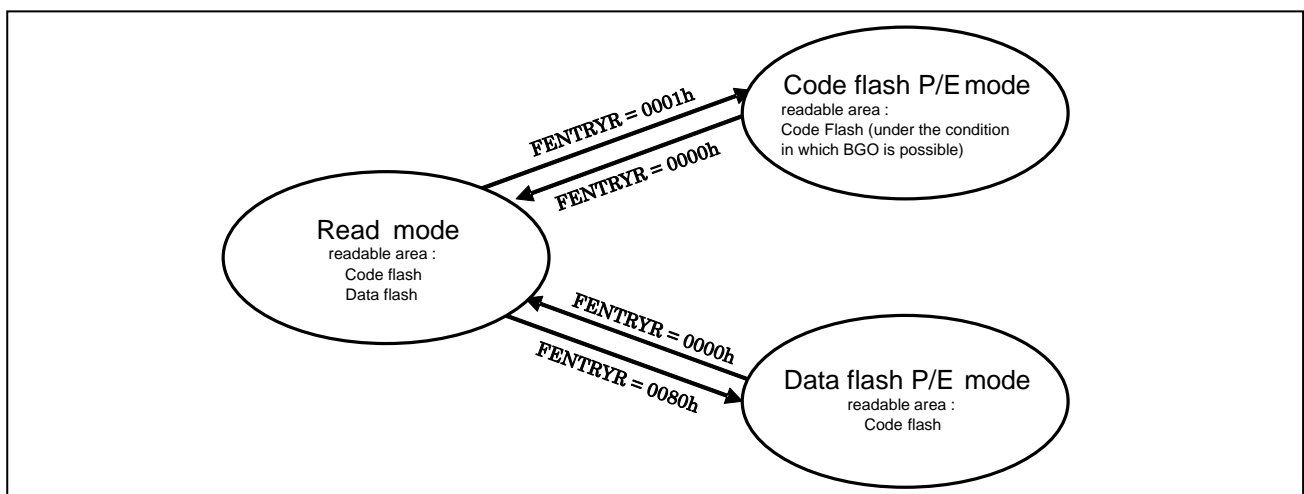 Code flash P/E mode
readable area :
Code Flash (under the condition
in which BGO is possible)
FENTRYR = 0001h
FENTRYR = 0000h
Read mode
readable area :
Code flash
Data flash
FENTRYR = 0000h
FENTRYR = 0080h
Data flash P/E mode
readable area :
Code flash